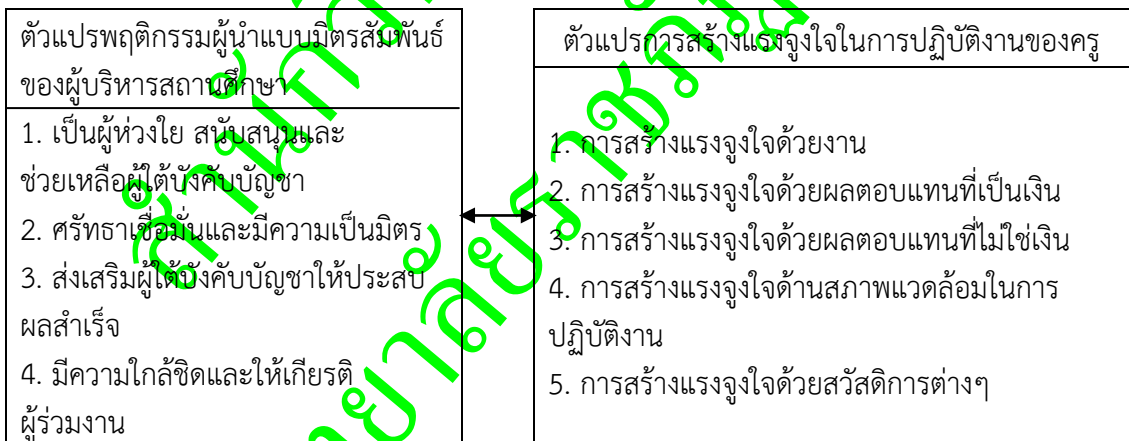 ตัวแปรพฤติกรรมผู้นำแบบมิตรสัมพันธ์
ของผู้บริหารสถานศึกษา
1. เป็นผู้ห่วงใย สนับสนุนและ
ช่วยเหลือผู้ใต้บังคับบัญชา
2. ศรัทธาเชื่อมั่นและมีความเป็นมิตร
3. ส่งเสริมผู้ใต้บังคับบัญชาให้ประสบ
ผลสำเร็จ
4. มีความใกล้ชิดและให้เกียรติ
ผู้ร่วมงาน
ตัวแปรการสร้างแรงจูงใจในการปฏิบัติงานของครู
1. การสร้างแรงจูงใจด้วยงาน
2. การสร้างแรงจูงใจด้วยผลตอบแทนที่เป็นเงิน
3. การสร้างแรงจูงใจด้วยผลตอบแทนที่ไม่ใช่เงิน
4. การสร้างแรงจูงใจด้านสภาพแวดล้อมในการ
ปฏิบัติงาน
5. การสร้างแรงจูงใจด้วยสวัสดิการต่างๆ